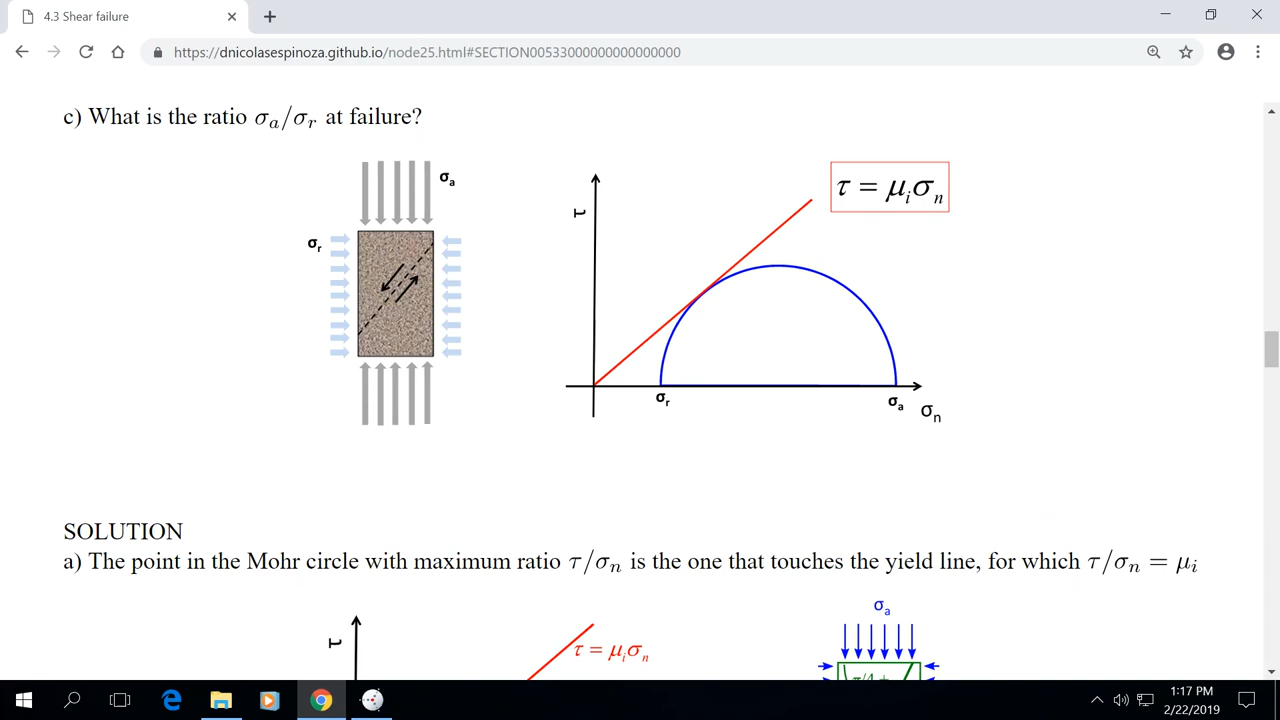 4.3 Shear failure
https://dnicolasespinoza.github.io/node25.html#SECTION00533000000000000000
c) What is the ratio σa/σr at failure?
σa
σr
τ
τ = μiσn
σr
σa
σn
SOLUTION
a) The point in the Mohr circle with maximum ratio τ/σn is the one that touches the yield line, for which τ/σn = μi
σa
τ
τ = μiσn
π/4 +
1:17 PM
2/22/2019